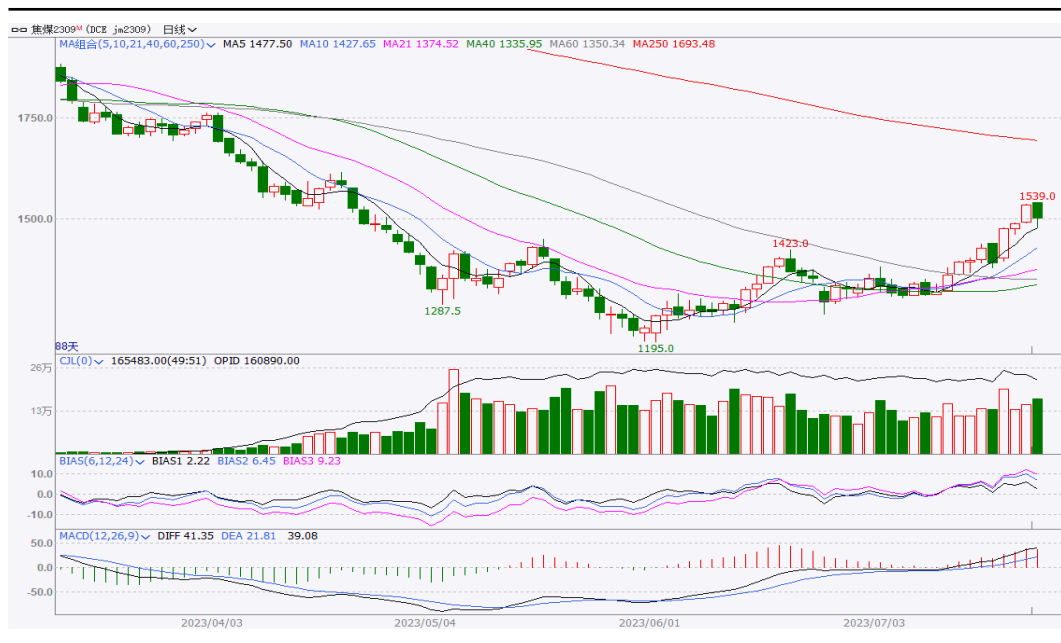 焦煤2309ᴹ (DCE jm2309) 日线
MA组合(5,10,21,40,60,250) MA5 1477.50 MA10 1427.65 MA21 1374.52 MA40 1335.95 MA60 1350.34 MA250 1693.48
1750.0
1539.0
1500.0
1423.0
1287.5
1195.0
88天
CJL(0) 165483.00(49:51) OPID 160890.00
26万
13万
BIAS(6,12,24) BIAS1 2.22 BIAS2 6.45 BIAS3 9.23
10.0
0.0
-10.0
MACD(12,26,9) DIFF 41.35 DEA 21.81 39.08
50.0
0.0
-50.0
2023/04/03 2023/05/04 2023/06/01 2023/07/03